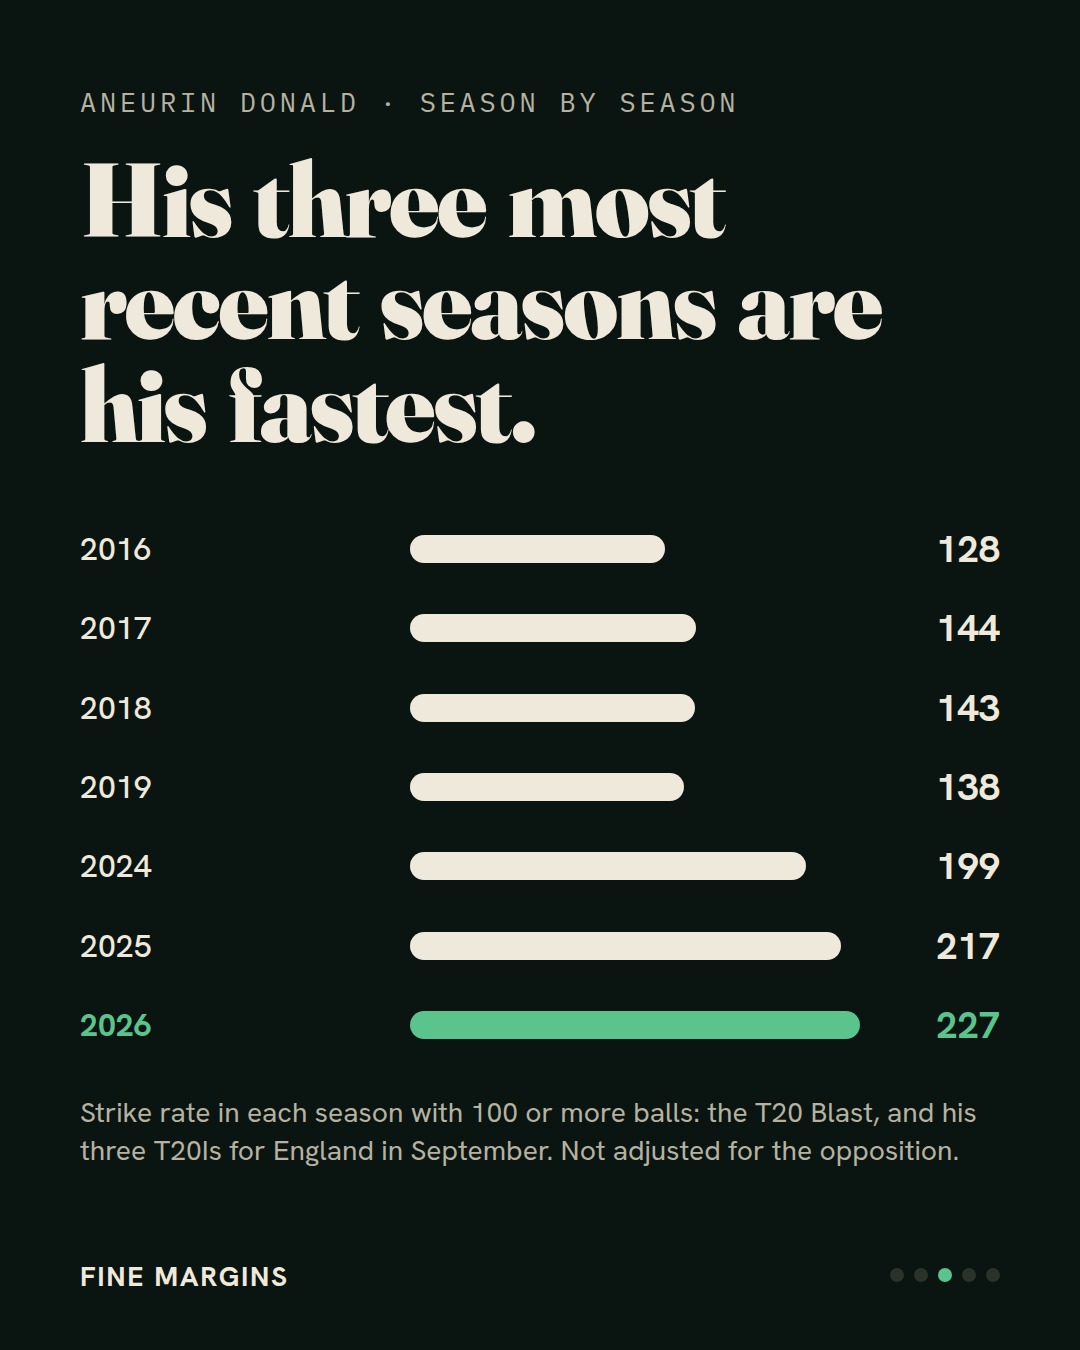 ANEURIN DONALD · SEASON BY SEASON
His three most
recent seasons are
his fastest.
2016 128
2017 144
2018 143
2019 138
2024 199
2025 217
2026 227
Strike rate in each season with 100 or more balls: the T20 Blast, and his
three T20Is for England in September. Not adjusted for the opposition.
FINE MARGINS